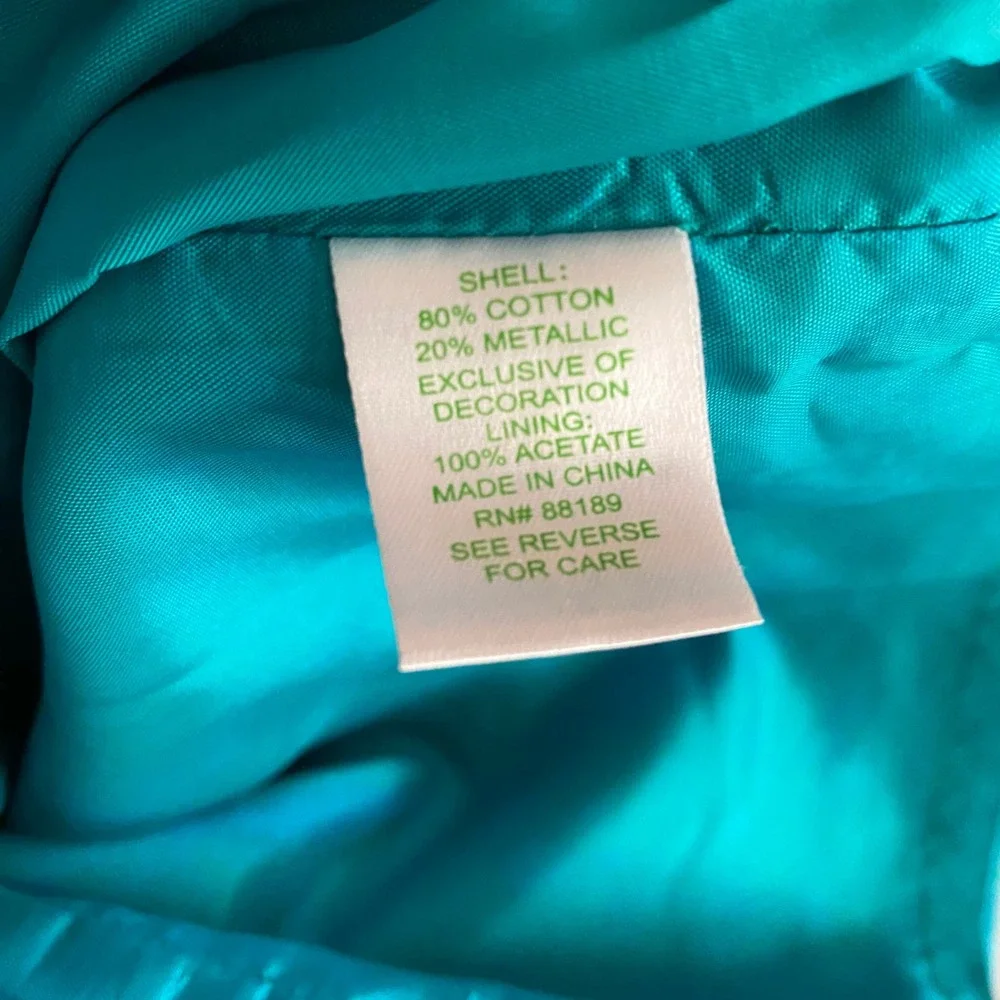 SHELL:
80% COTTON
20% METALLIC
EXCLUSIVE OF
DECORATION
LINING:
100% ACETATE
MADE IN CHINA
RN# 88189
SEE REVERSE
FOR CARE